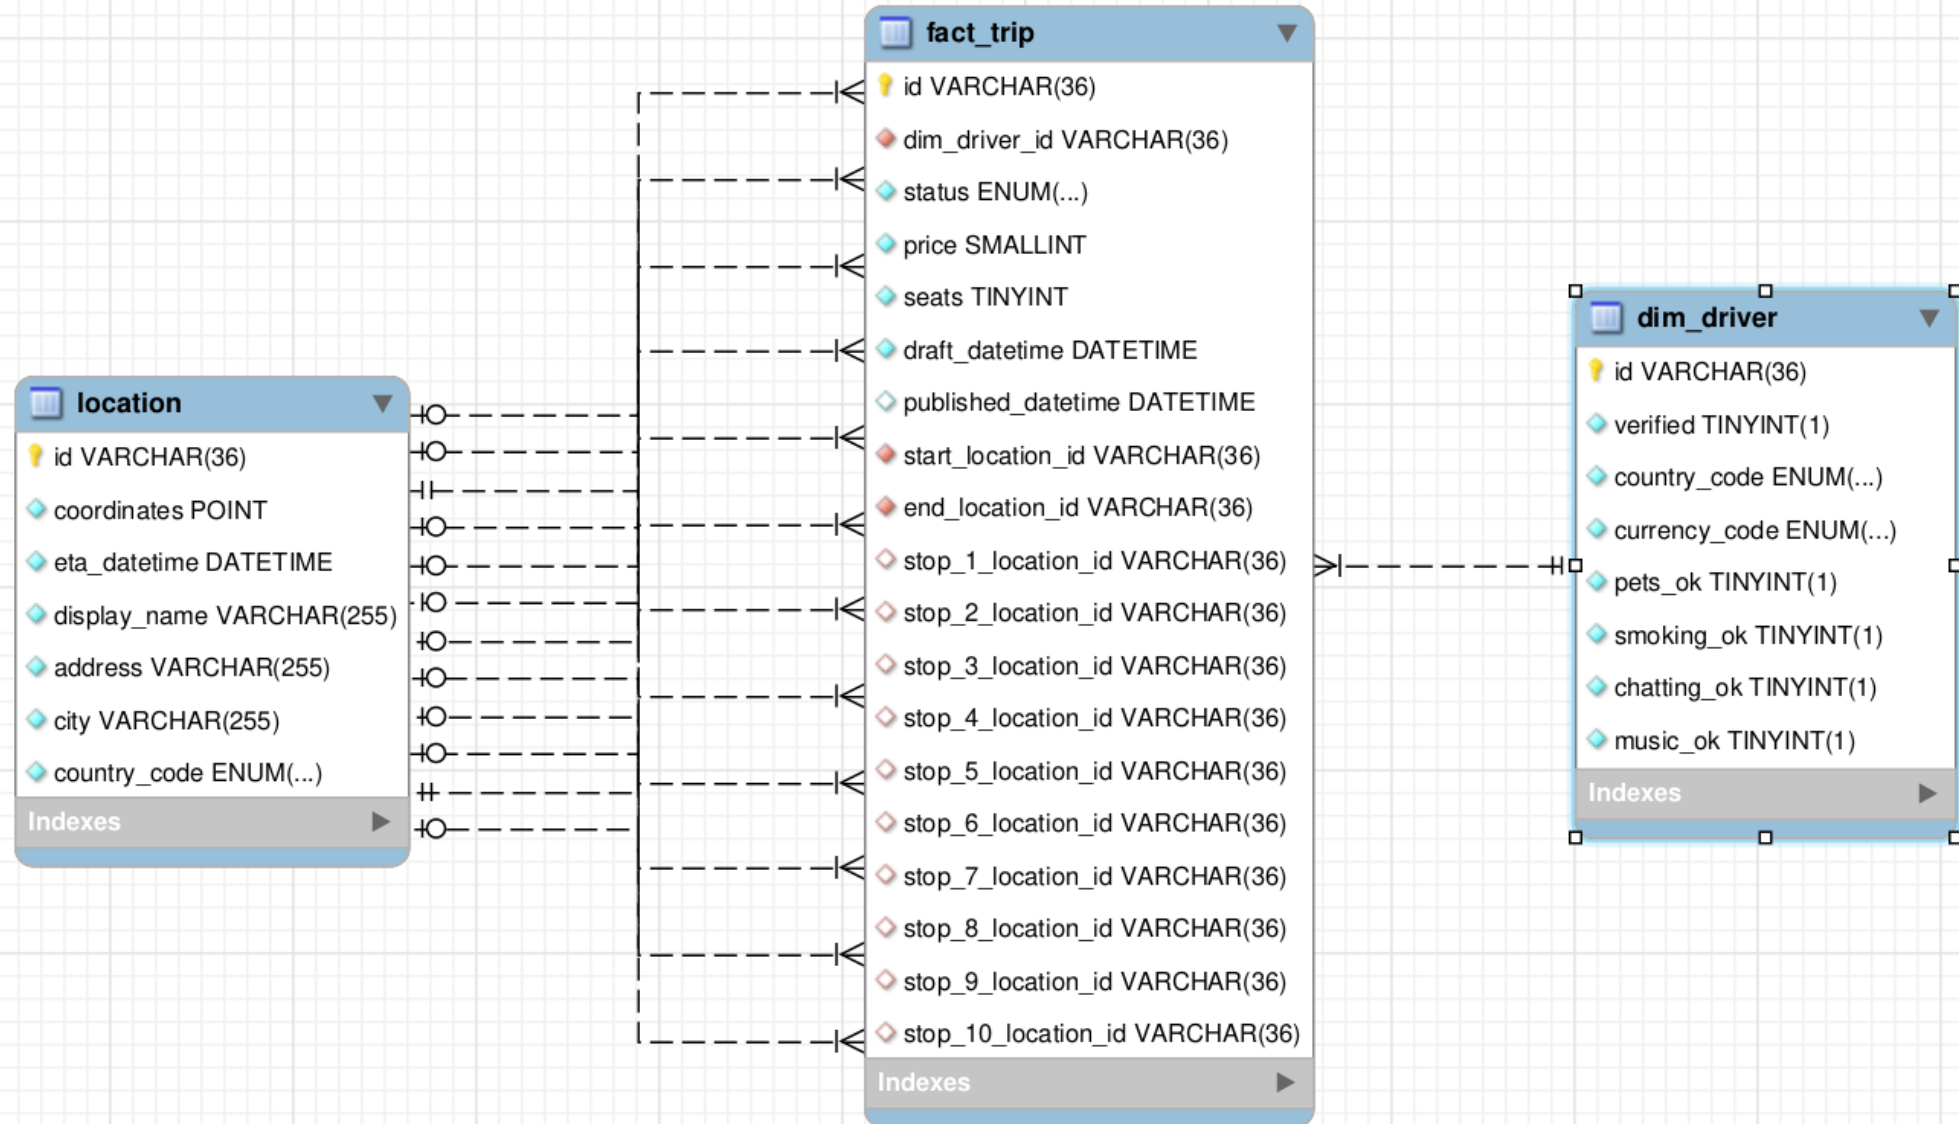 location
id VARCHAR(36)
coordinates POINT
eta_datetime DATETIME
display_name VARCHAR(255)
address VARCHAR(255)
city VARCHAR(255)
country_code ENUM(...)
Indexes
fact_trip
id VARCHAR(36)
dim_driver_id VARCHAR(36)
status ENUM(...)
price SMALLINT
seats TINYINT
draft_datetime DATETIME
published_datetime DATETIME
start_location_id VARCHAR(36)
end_location_id VARCHAR(36)
stop_1_location_id VARCHAR(36)
stop_2_location_id VARCHAR(36)
stop_3_location_id VARCHAR(36)
stop_4_location_id VARCHAR(36)
stop_5_location_id VARCHAR(36)
stop_6_location_id VARCHAR(36)
stop_7_location_id VARCHAR(36)
stop_8_location_id VARCHAR(36)
stop_9_location_id VARCHAR(36)
stop_10_location_id VARCHAR(36)
Indexes
dim_driver
id VARCHAR(36)
verified TINYINT(1)
country_code ENUM(...)
currency_code ENUM(...)
pets_ok TINYINT(1)
smoking_ok TINYINT(1)
chatting_ok TINYINT(1)
music_ok TINYINT(1)
Indexes